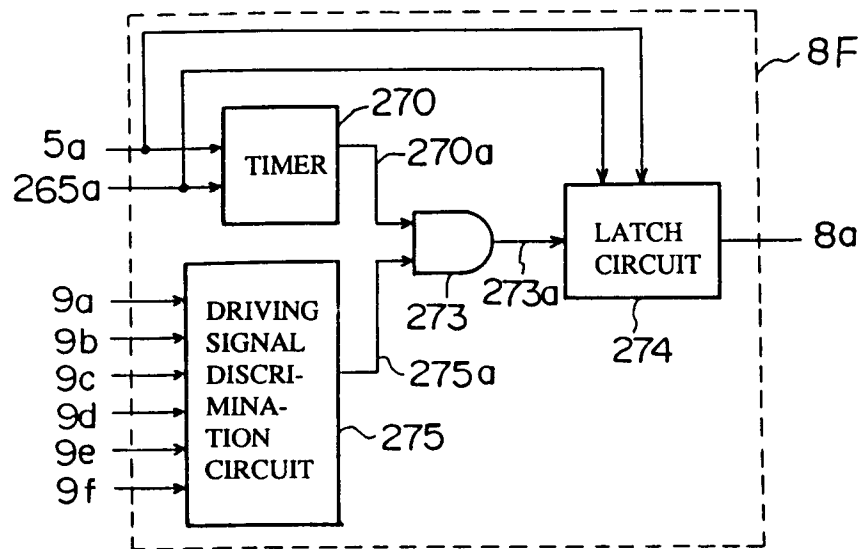 8F
270
5a
TIMER
270a
265a
LATCH
CIRCUIT
8a
273
273a
274
9a
DRIVING
9b
SIGNAL
9c
DISCRI-
275a
9d
MINA-
9e
TION
275
9f
CIRCUIT